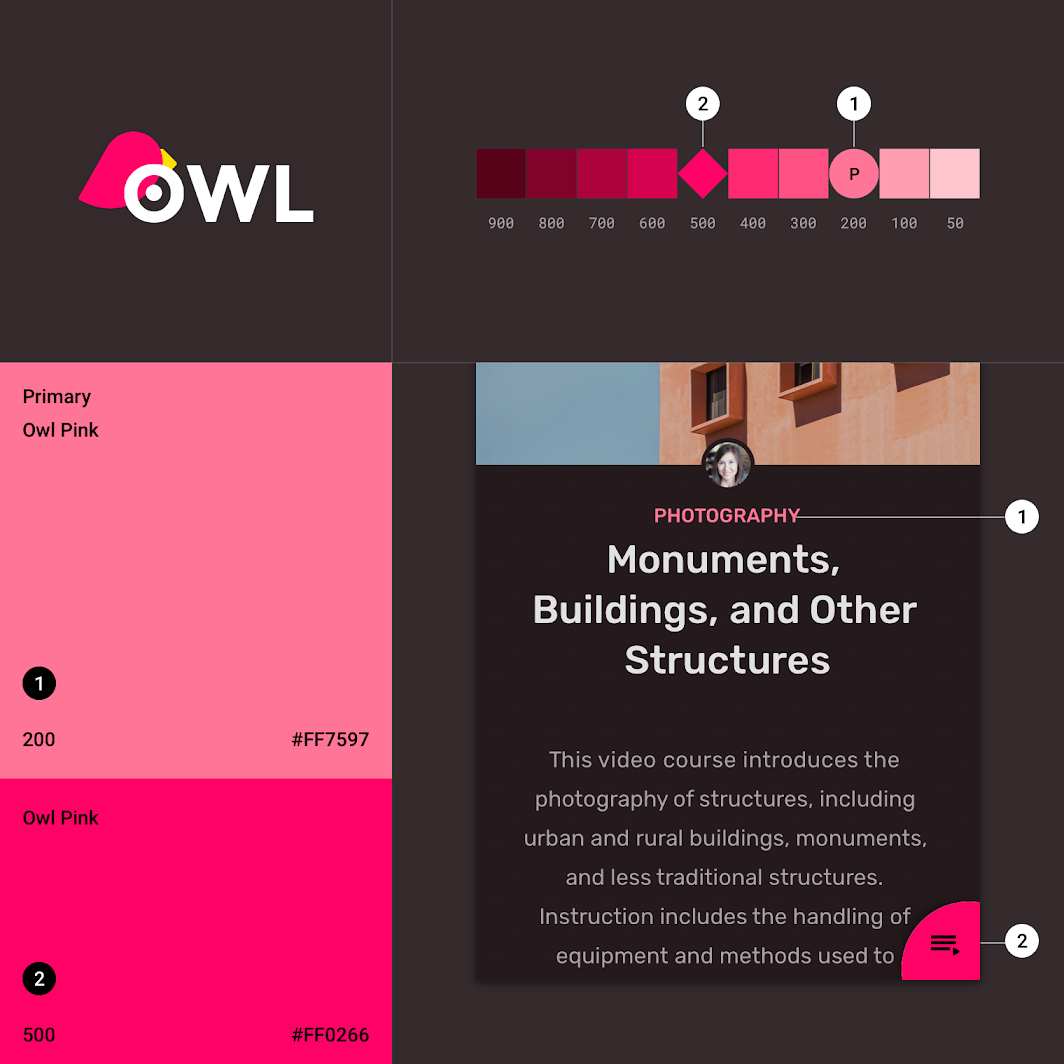 OWL
2
1
P
900 800 700 600 500 400 300 200 100 50
Primary
Owl Pink
1
200 #FF7597
Owl Pink
2
500 #FF0266
PHOTOGRAPHY
1
Monuments,
Buildings, and Other
Structures
This video course introduces the
photography of structures, including
urban and rural buildings, monuments,
and less traditional structures.
Instruction includes the handling of
equipment and methods used to
2